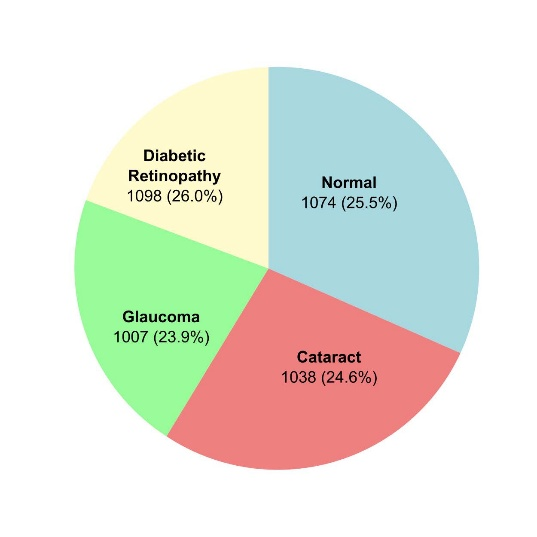 Diabetic
Retinopathy
1098 (26.0%)
Normal
1074 (25.5%)
Glaucoma
1007 (23.9%)
Cataract
1038 (24.6%)